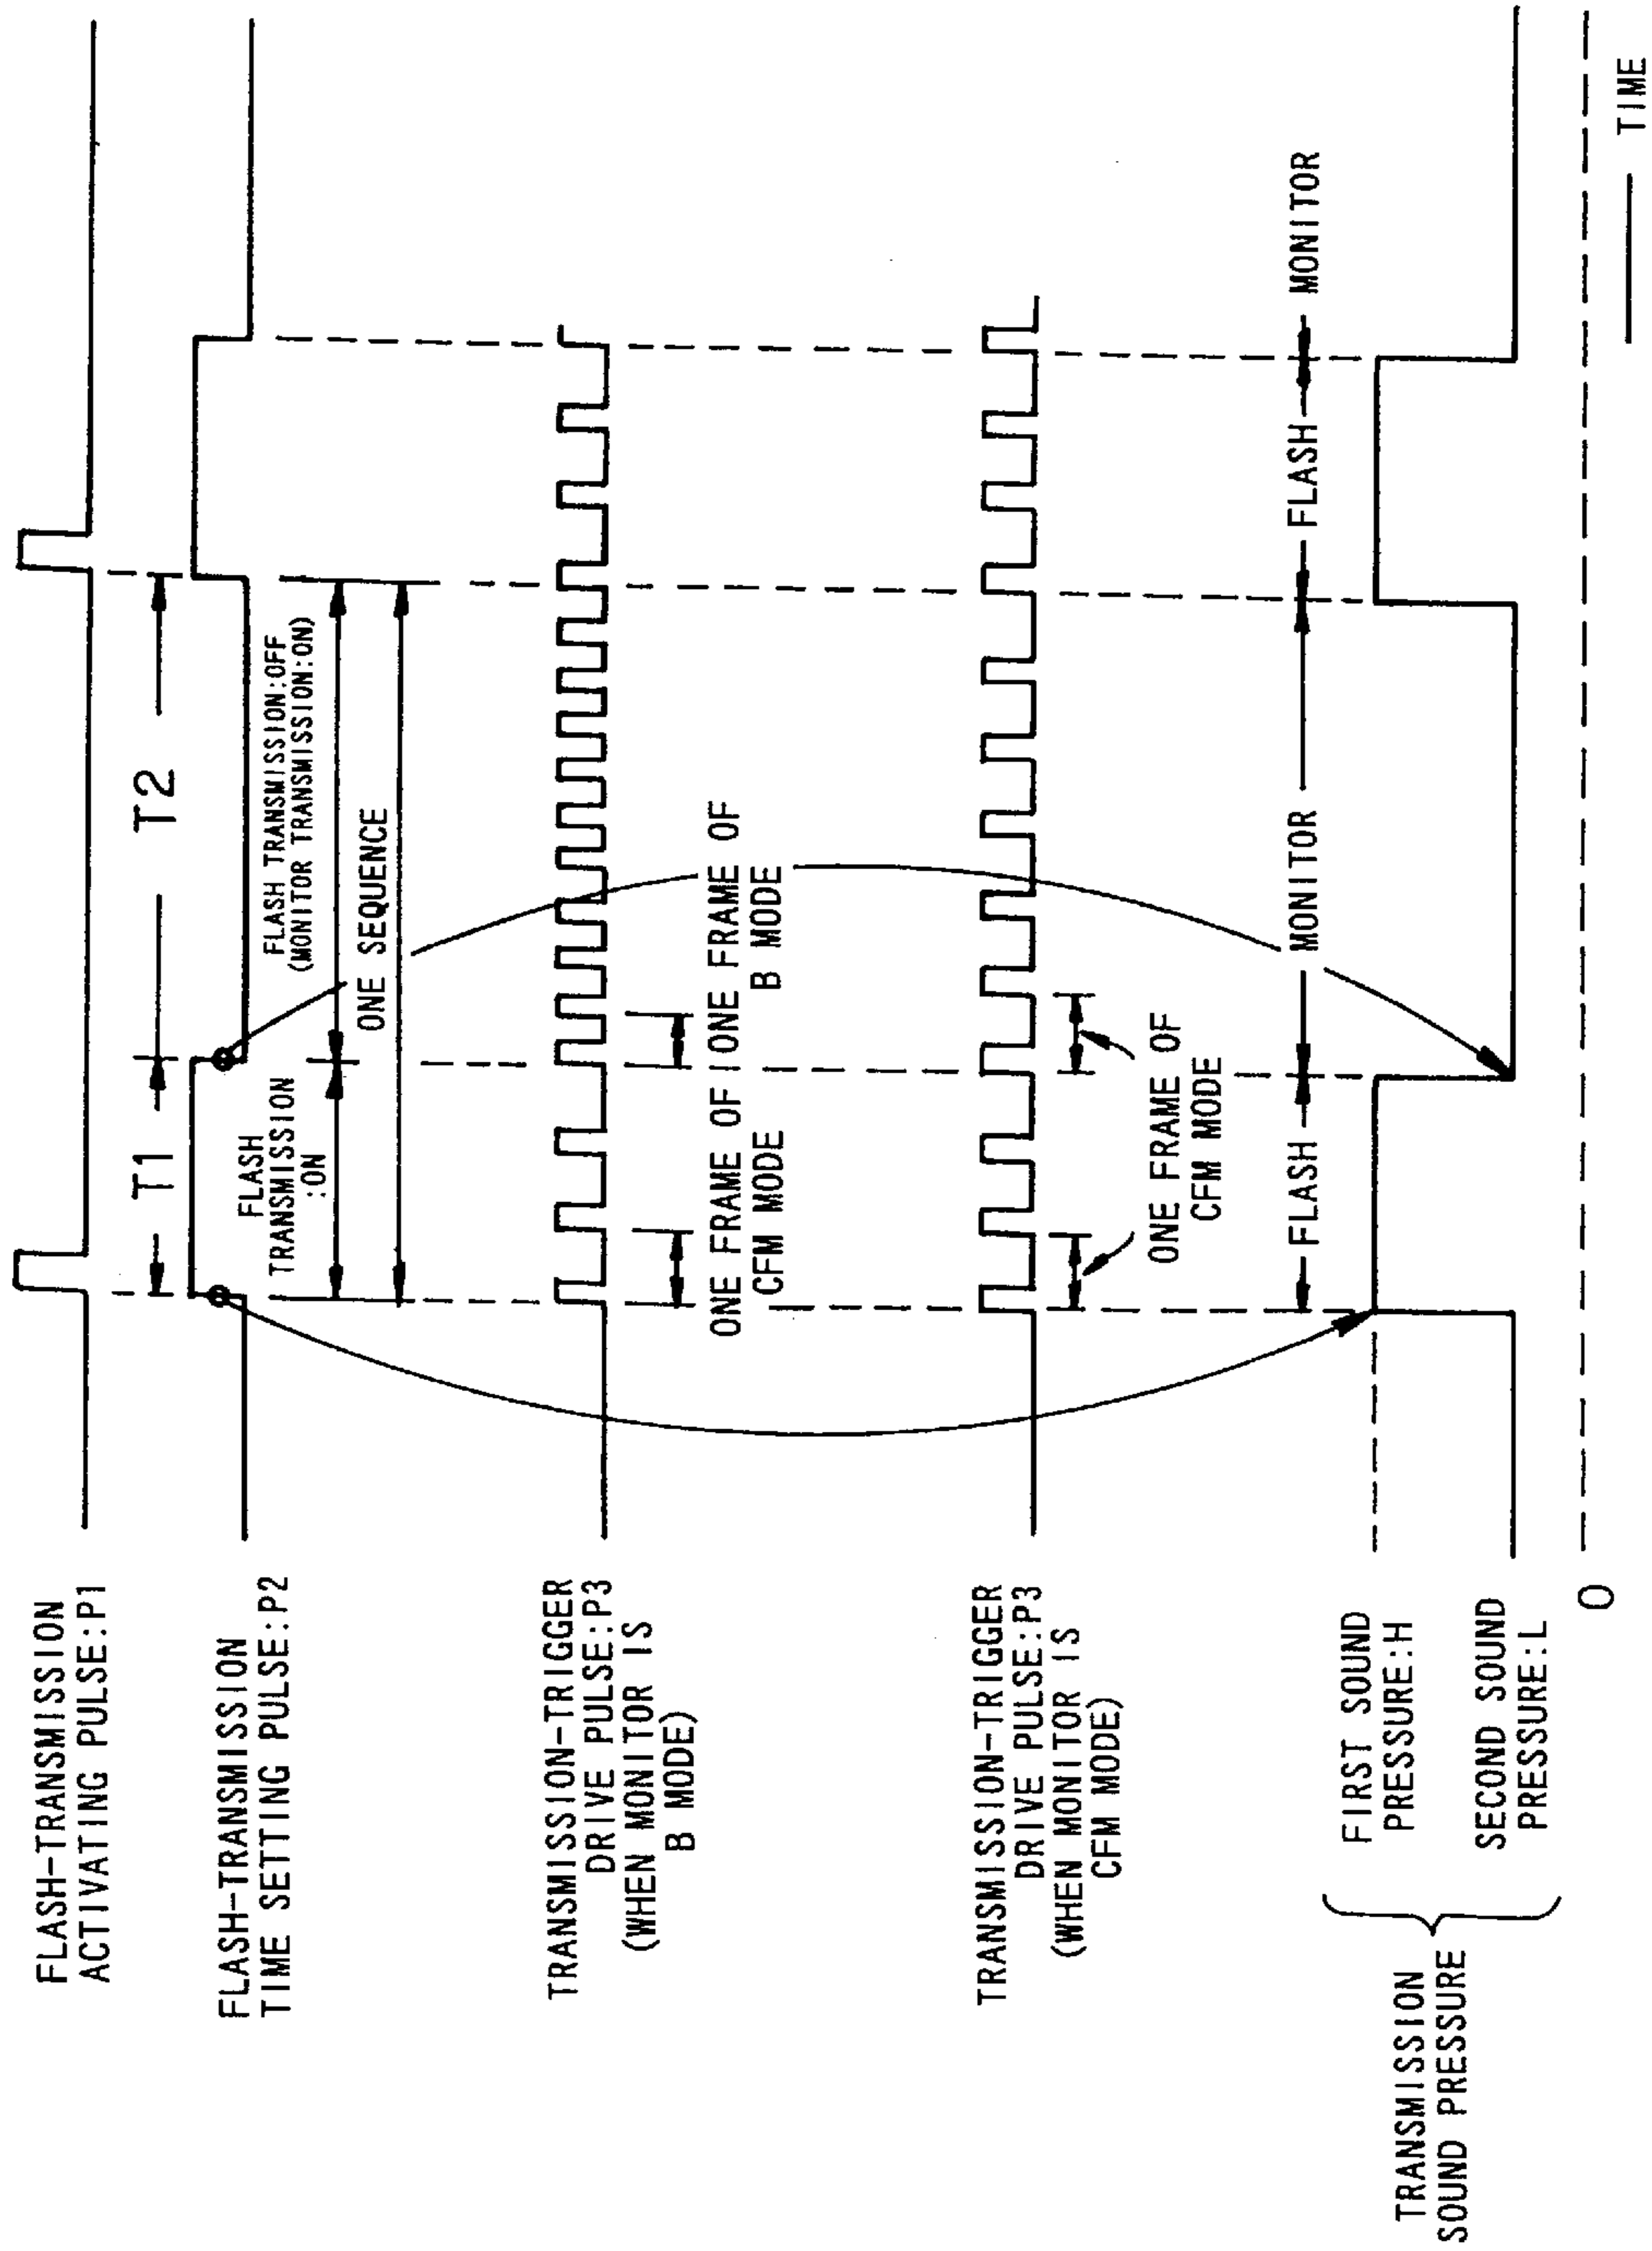 FLASH-TRANSMISSION
ACTIVATING PULSE:P1
FLASH-TRANSMISSION
TIME SETTING PULSE:P2
T1
T2
FLASH
TRANSMISSION
:ON
FLASH TRANSMISSION:OFF
(MONITOR TRANSMISSION:ON)
ONE SEQUENCE
TRANSMISSION-TRIGGER
DRIVE PULSE:P3
(WHEN MONITOR IS
B MODE)
ONE FRAME OF
CFM MODE
ONE FRAME OF
B MODE
TRANSMISSION-TRIGGER
DRIVE PULSE:P3
(WHEN MONITOR IS
CFM MODE)
ONE FRAME OF
CFM MODE
FLASH
MONITOR
FLASH
MONITOR
TRANSMISSION
SOUND PRESSURE
FIRST SOUND
PRESSURE:H
SECOND SOUND
PRESSURE:L
0
TIME